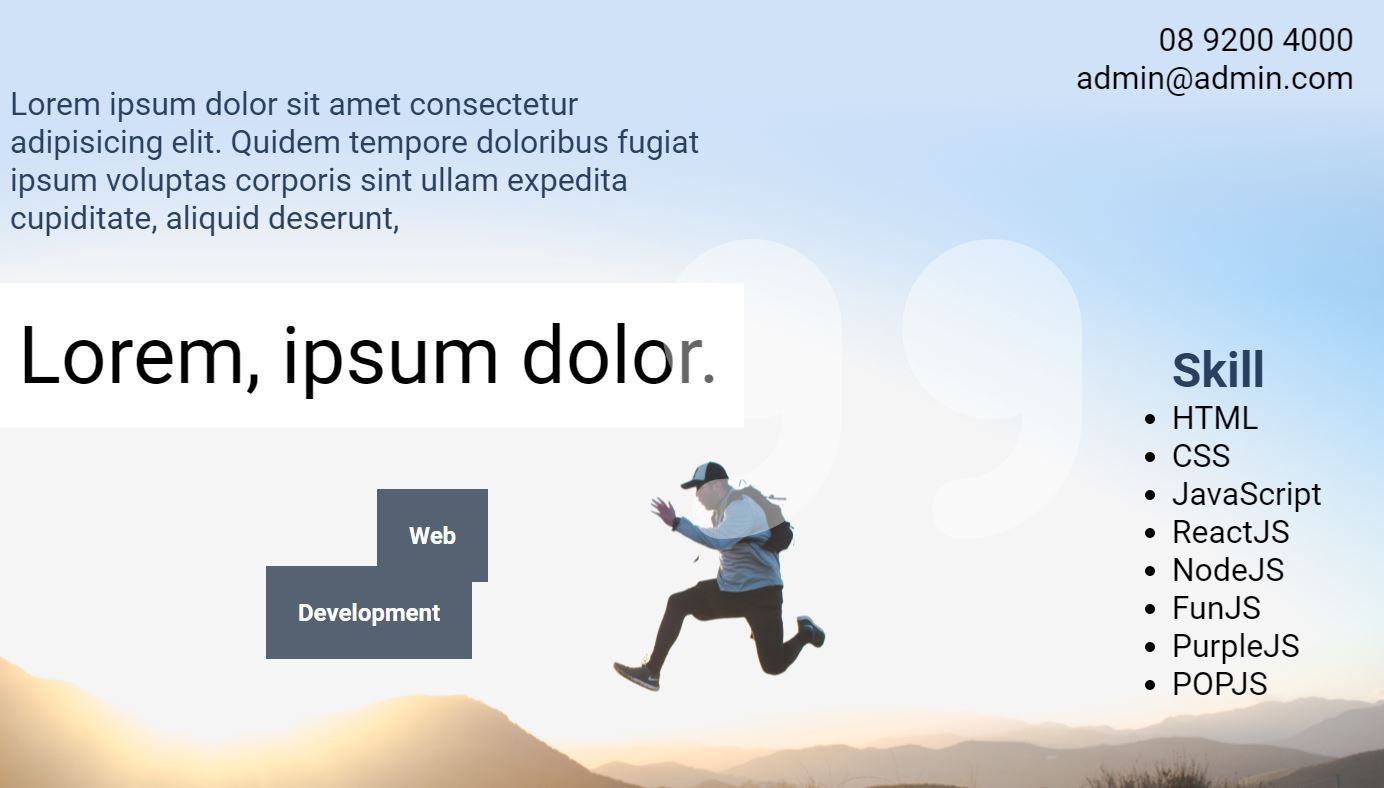 08 9200 4000
admin@admin.com
Lorem ipsum dolor sit amet consectetur
adipisicing elit. Quidem tempore doloribus fugiat
ipsum voluptas corporis sint ullam expedita
cupiditate, aliquid deserunt,
Lorem, ipsum dolor.
Web
Development
Skill
HTML
CSS
JavaScript
ReactJS
NodeJS
FunJS
PurpleJS
POPJS